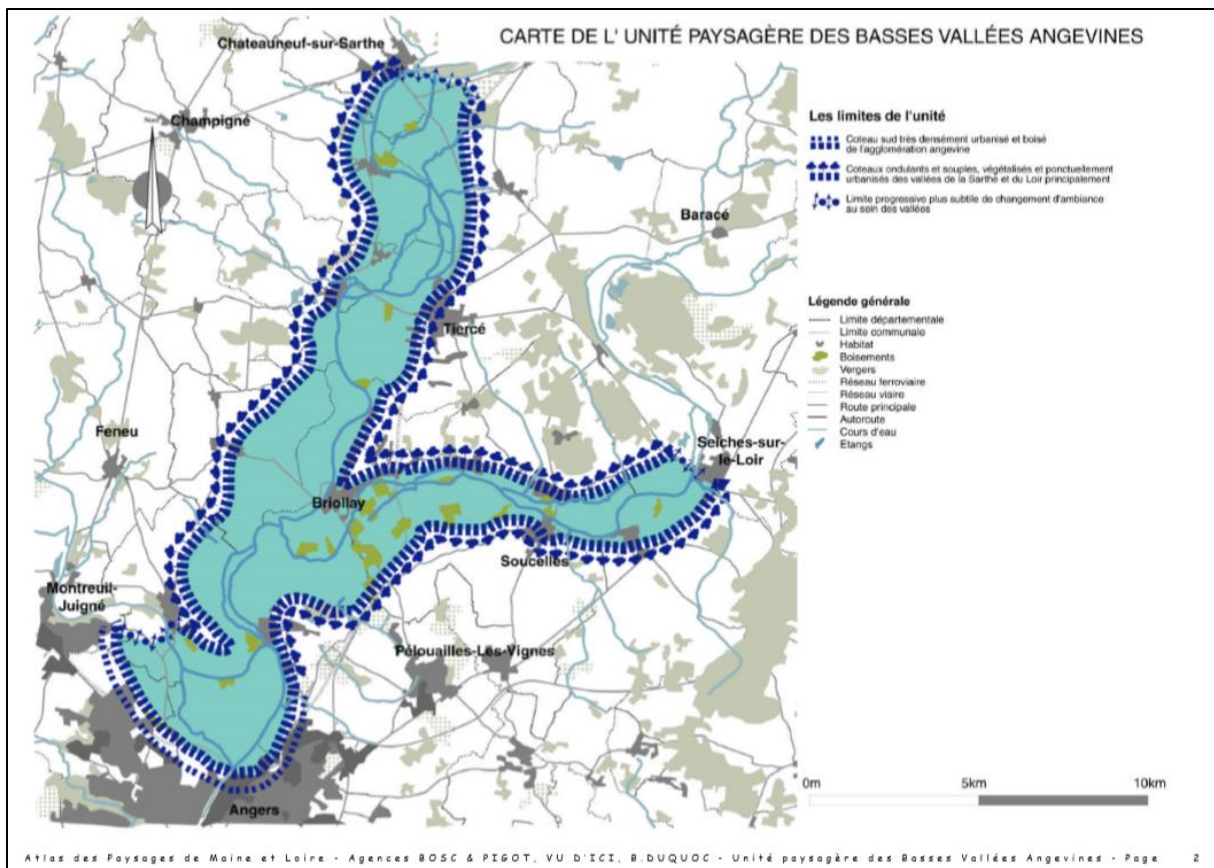 CARTE DE L' UNITÉ PAYSAGÈRE DES BASSES VALLÉES ANGEVINES
Chateauneuf-sur-Sarthe
Nord
Champigné
Baracé
Tiercé
Feneu
Seiches-sur-
le-Loir
Briollay
Soucelles
Montreuil-
Juigné
Pélouailles-Les-Vignes
Angers
Les limites de l'unité
Coteau sud très densément urbanisé et boisé
de l'agglomération angevine
Coteaux ondulants et souples, végétalisés et ponctuellement
urbanisés des vallées de la Sarthe et du Loir principalement
Limite progressive plus subtile de changement d'ambiance
au sein des vallées
Légende générale
Limite départementale
Limite communale
Habitat
Boisements
Vergers
Réseau ferroviaire
Réseau viaire
Route principale
Autoroute
Cours d'eau
Etangs
0m 5km 10km
Atlas des Paysages de Maine et Loire - Agences BOSC & PIGOT, VU D'ICI, B.DUQUOC - Unité paysagère des Basses Vallées Angevines - Page 2